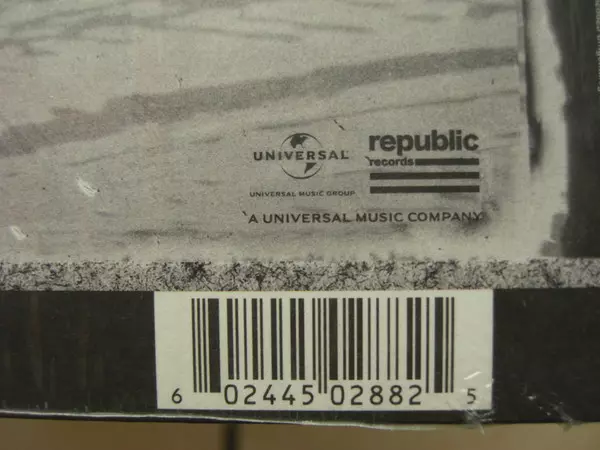 UNIVERSAL
UNIVERSAL MUSIC GROUP
republic
records
A UNIVERSAL MUSIC COMPANY
6 02445 02882 5